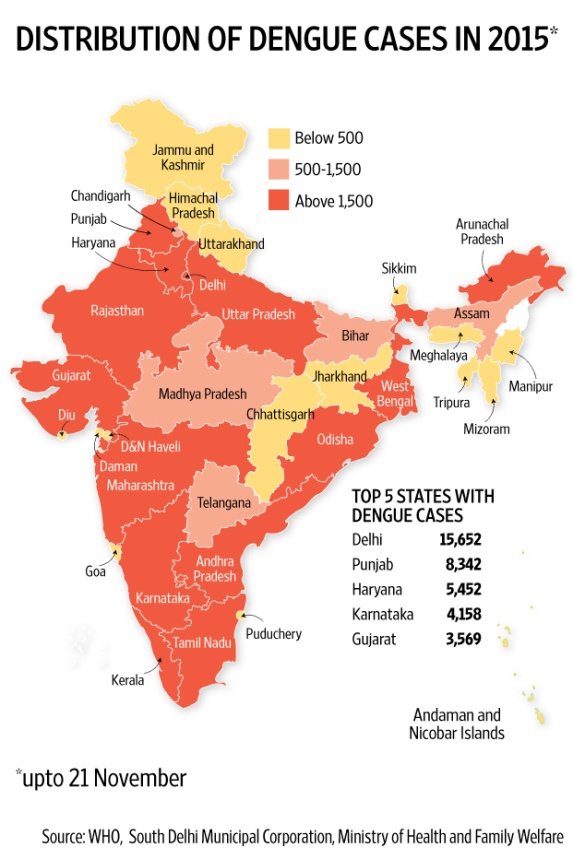 DISTRIBUTION OF DENGUE CASES IN 2015*
Below 500
500-1,500
Above 1,500
Jammu and
Kashmir
Chandigarh
Himachal
Pradesh
Punjab
Haryana
Uttarakhand
Delhi
Arunachal
Pradesh
Sikkim
Rajasthan
Uttar Pradesh
Assam
Bihar
Meghalaya
Gujarat
Jharkhand
Manipur
Madhya Pradesh
West
Bengal
Tripura
Diu
Chhattisgarh
Mizoram
D&N Haveli
Odisha
Daman
Maharashtra
Telangana
TOP 5 STATES WITH
DENGUE CASES
Delhi 15,652
Punjab 8,342
Haryana 5,452
Karnataka 4,158
Gujarat 3,569
Goa
Andhra
Pradesh
Karnataka
Puduchery
Tamil Nadu
Kerala
Andaman and
Nicobar Islands
*upto 21 November
Source: WHO, South Delhi Municipal Corporation, Ministry of Health and Family Welfare